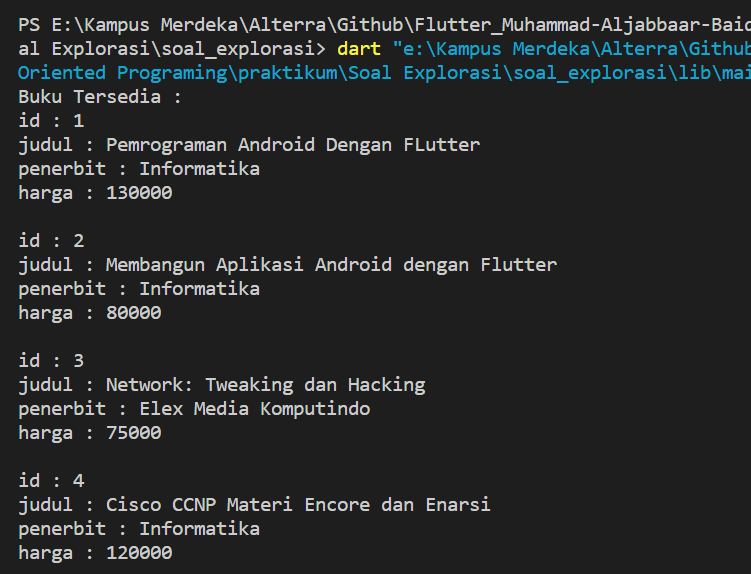 PS E:\Kampus Merdeka\Alterra\Github\Flutter_Muhammad-Aljabbaar-Baid
al Explorasi\soal_explorasi> dart "e:\Kampus Merdeka\Alterra\Github
Oriented Programing\praktikum\Soal Explorasi\soal_explorasi\lib\mai
Buku Tersedia :
id : 1
judul : Pemrograman Android Dengan FLutter
penerbit : Informatika
harga : 130000
id : 2
judul : Membangun Aplikasi Android dengan Flutter
penerbit : Informatika
harga : 80000
id : 3
judul : Network: Tweaking dan Hacking
penerbit : Elex Media Komputindo
harga : 75000
id : 4
judul : Cisco CCNP Materi Encore dan Enarsi
penerbit : Informatika
harga : 120000